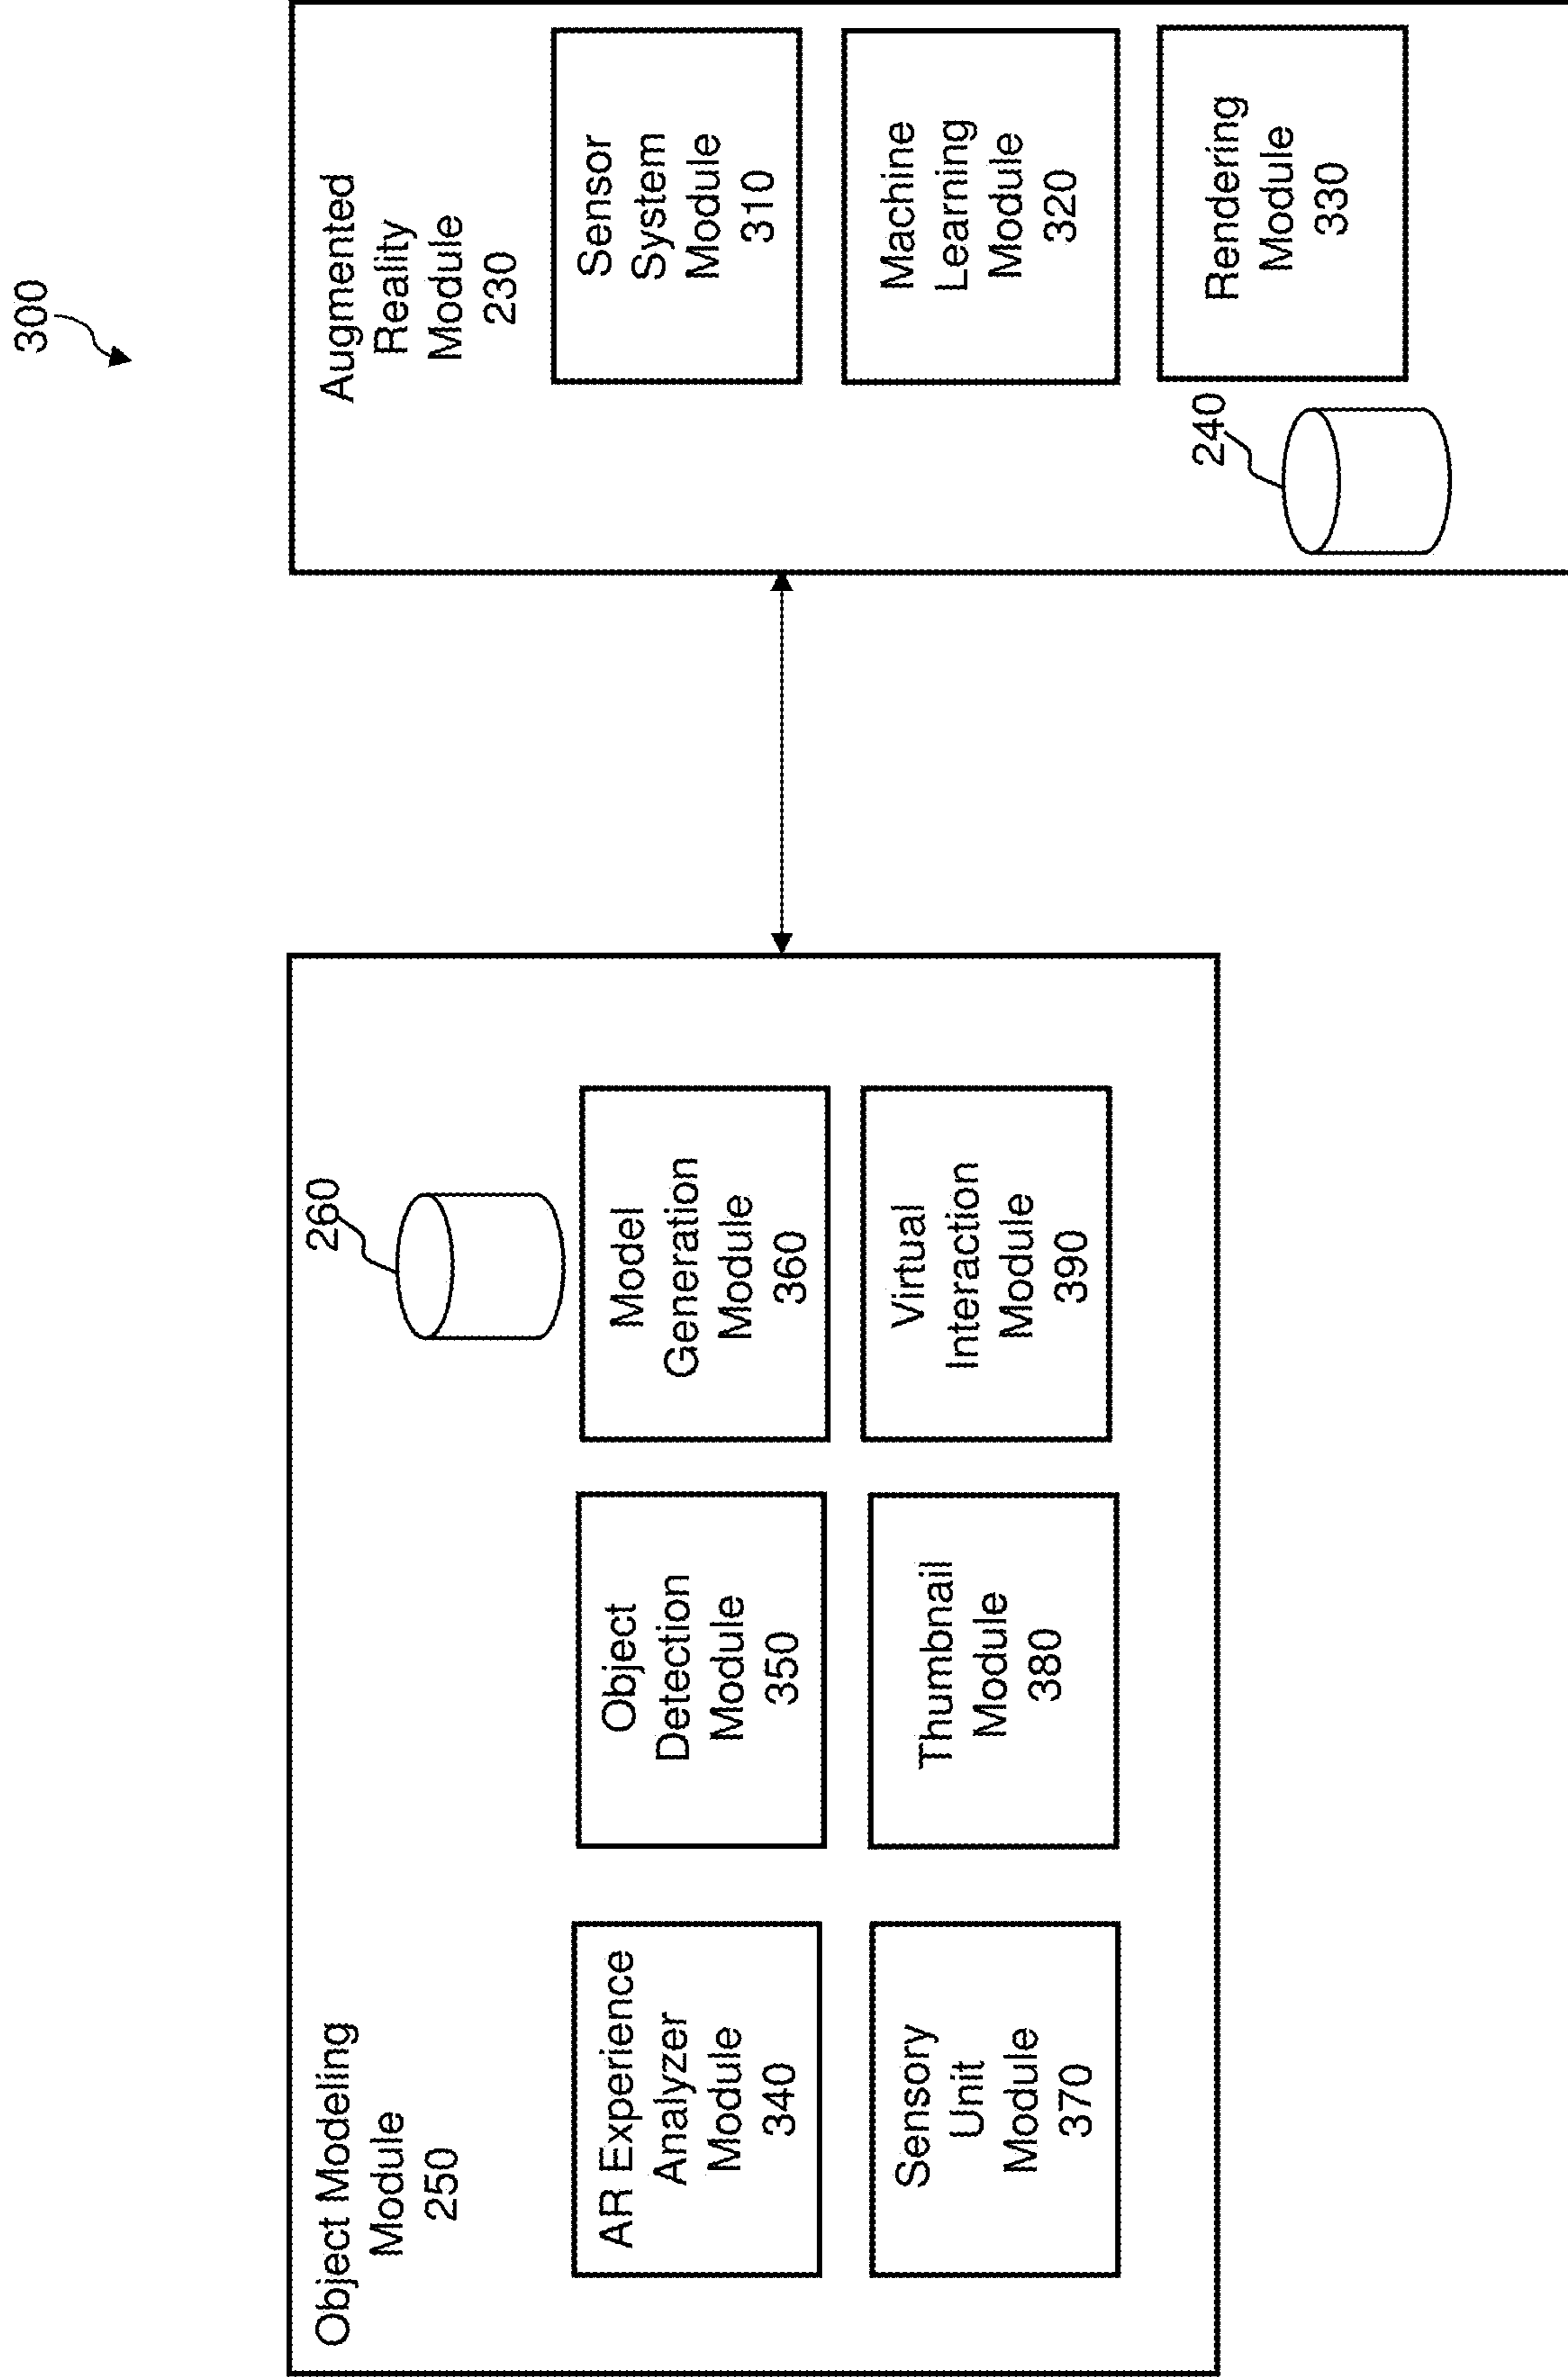 300
Object Modeling
Module
250
260
AR Experience
Analyzer
Module
340
Object
Detection
Module
350
Model
Generation
Module
360
Sensory
Unit
Module
370
Thumbnail
Module
380
Virtual
Interaction
Module
390
Augmented
Reality
Module
230
Sensor
System
Module
310
Machine
Learning
Module
320
Rendering
Module
330
240